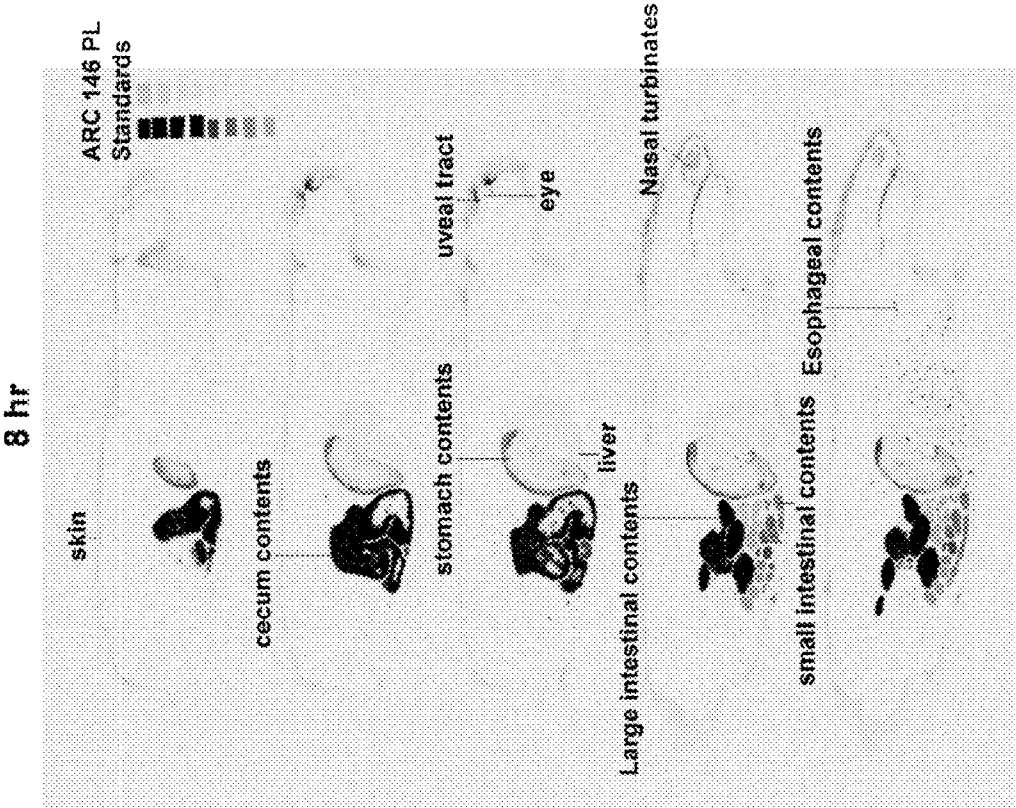 8 hr
ARC 146 PL
Standards
skin
cecum contents
uveal tract
eye
stomach contents
liver
Nasal turbinates
Large intestinal contents
Esophageal contents
small intestinal contents